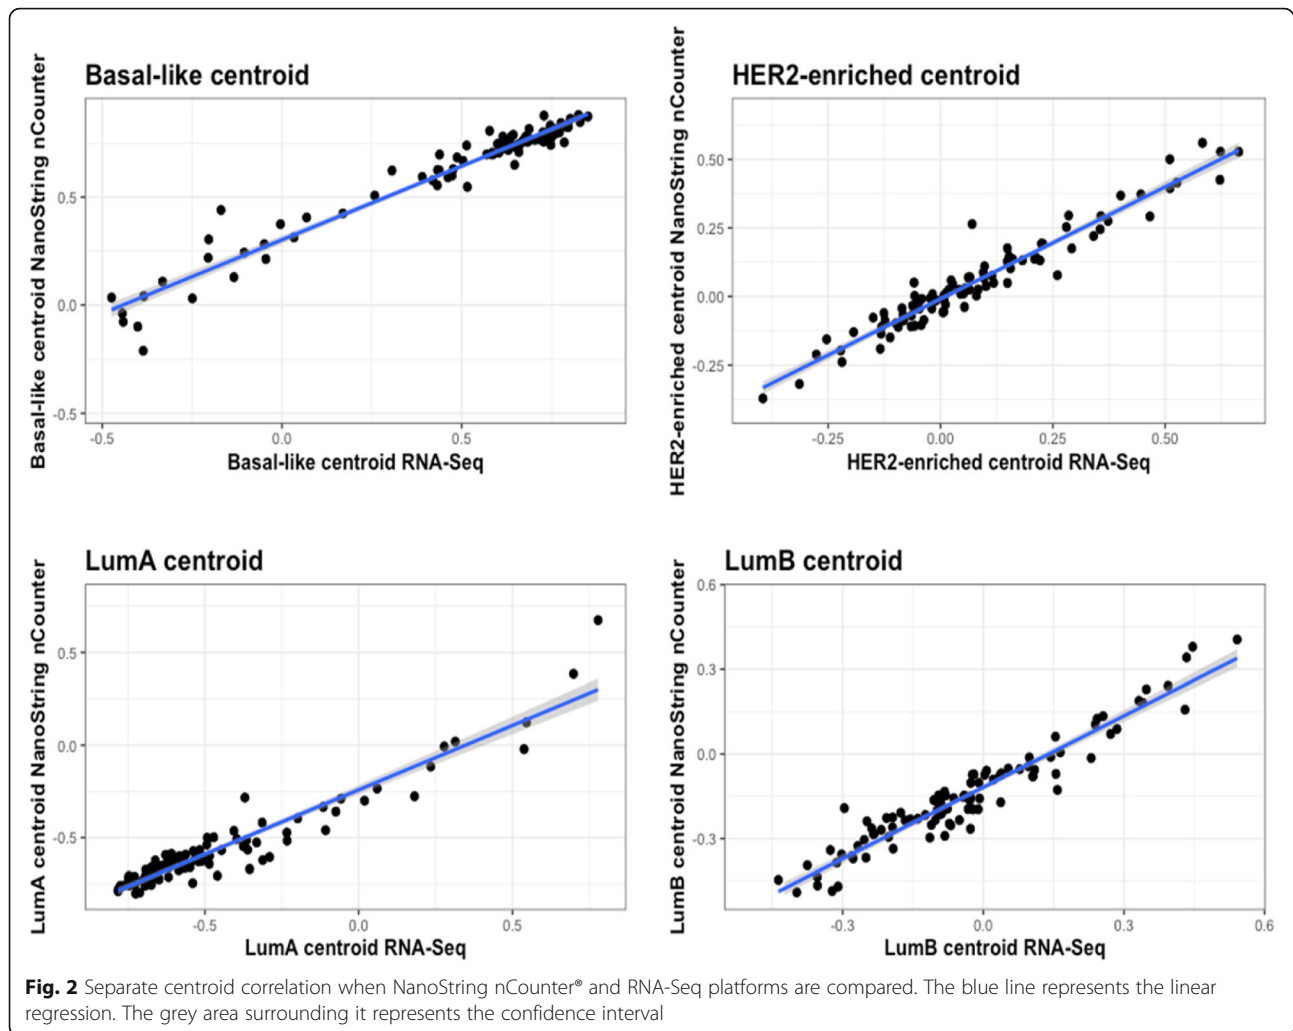 Basal-like centroid
Basal-like centroid NanoString nCounter
0.5
0.0
-0.5
-0.5 0.0 0.5
Basal-like centroid RNA-Seq
HER2-enriched centroid
HER2-enriched centroid NanoString nCounter
0.50
0.25
0.00
-0.25
-0.25 0.00 0.25 0.50
HER2-enriched centroid RNA-Seq
LumA centroid
LumA centroid NanoString nCounter
0.5
0.0
-0.5
-0.5 0.0 0.5
LumA centroid RNA-Seq
LumB centroid
LumB centroid NanoString nCounter
0.6
0.3
0.0
-0.3
-0.3 0.0 0.3 0.6
LumB centroid RNA-Seq
Fig. 2 Separate centroid correlation when NanoString nCounter® and RNA-Seq platforms are compared. The blue line represents the linear
regression. The grey area surrounding it represents the confidence interval